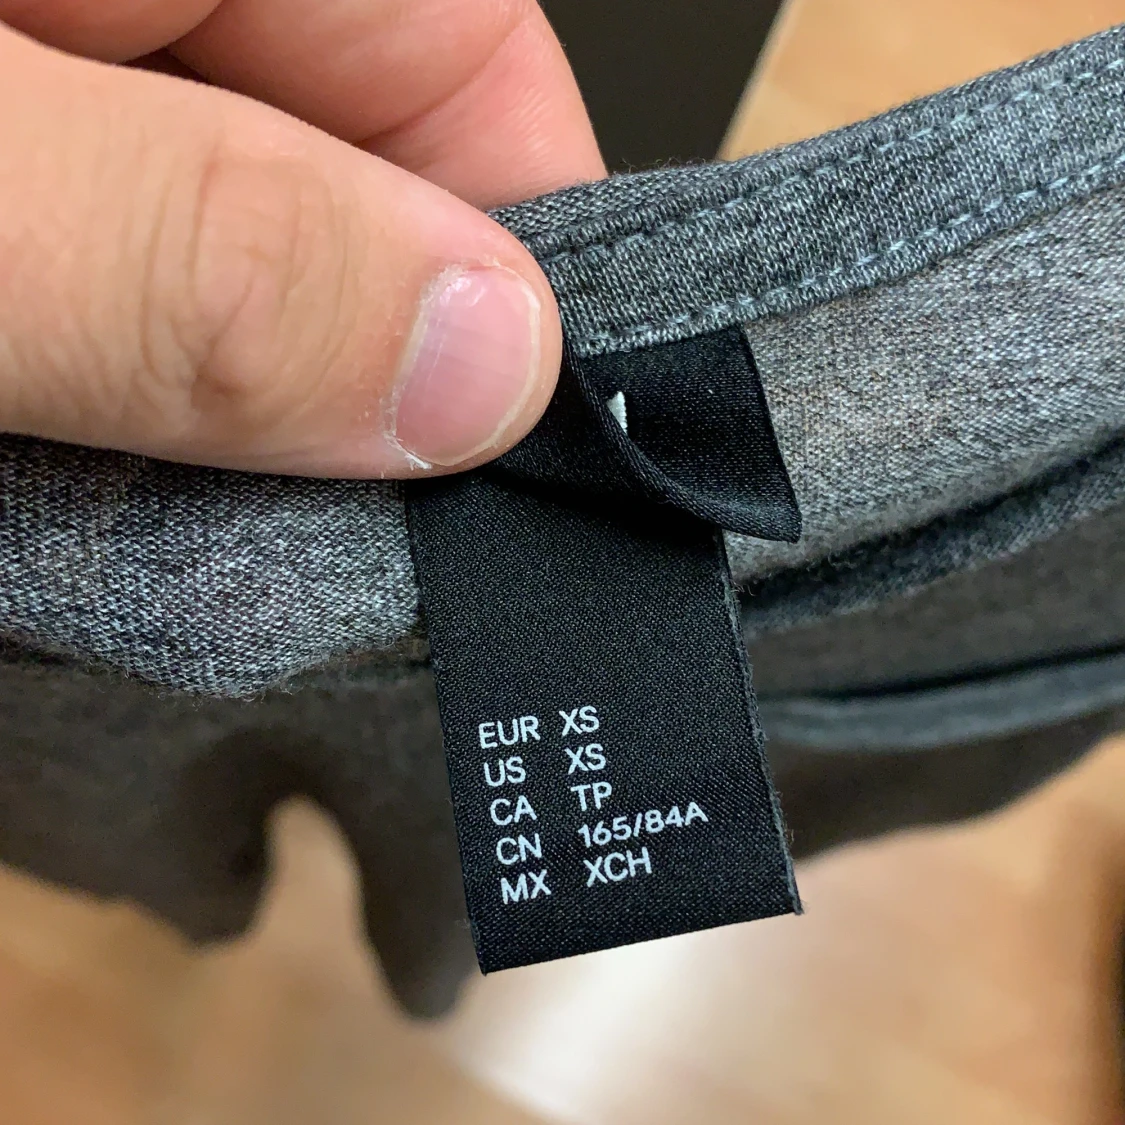 EUR XS
US XS
CA TP
CN 165/84A
MX XCH